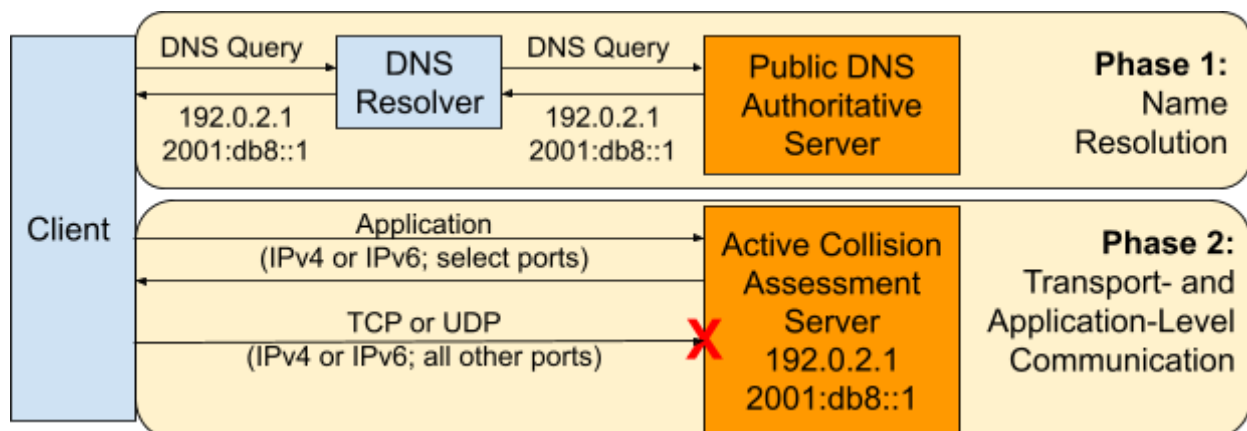 Client
DNS Query
192.0.2.1
2001:db8::1
DNS
Resolver
DNS Query
192.0.2.1
2001:db8::1
Public DNS
Authoritative
Server
Phase 1:
Name
Resolution
Application
(IPv4 or IPv6; select ports)
TCP or UDP
(IPv4 or IPv6; all other ports)
X
Active Collision
Assessment
Server
192.0.2.1
2001:db8::1
Phase 2:
Transport- and
Application-Level
Communication